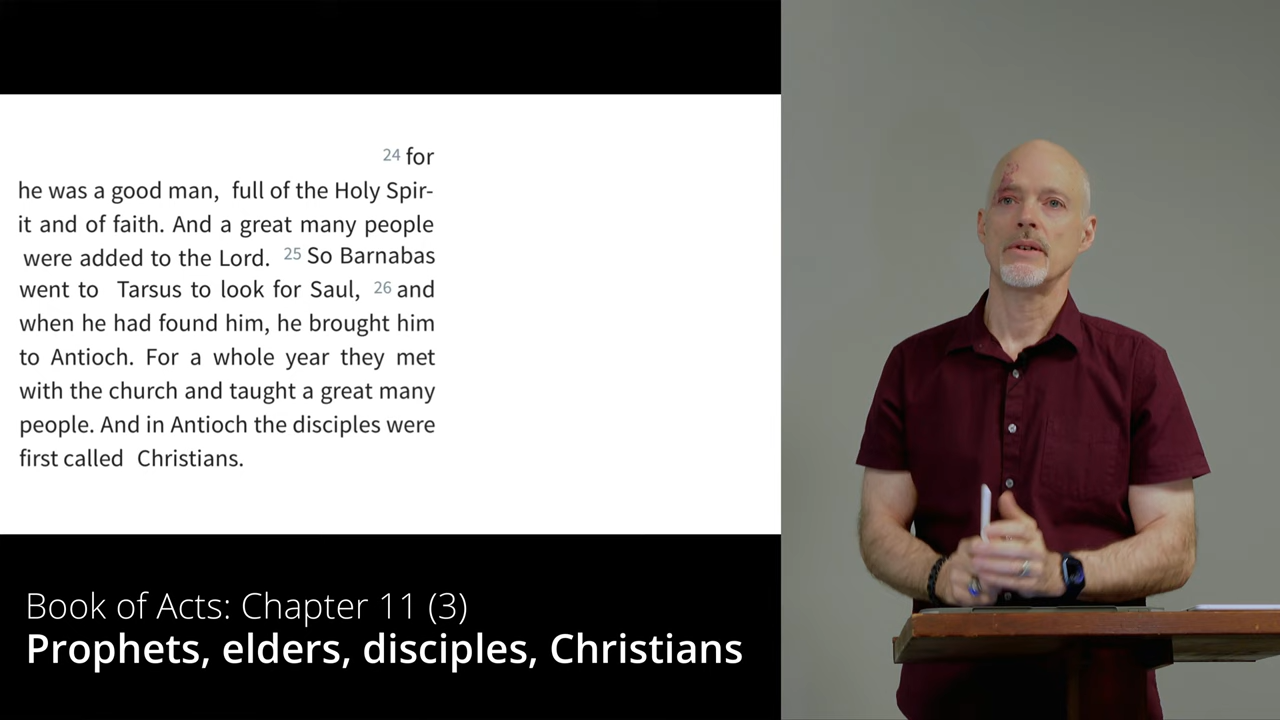 24 for
he was a good man, full of the Holy Spir-
it and of faith. And a great many people
were added to the Lord. 25 So Barnabas
went to Tarsus to look for Saul, 26 and
when he had found him, he brought him
to Antioch. For a whole year they met
with the church and taught a great many
people. And in Antioch the disciples were
first called Christians.
Book of Acts: Chapter 11 (3)
Prophets, elders, disciples, Christians